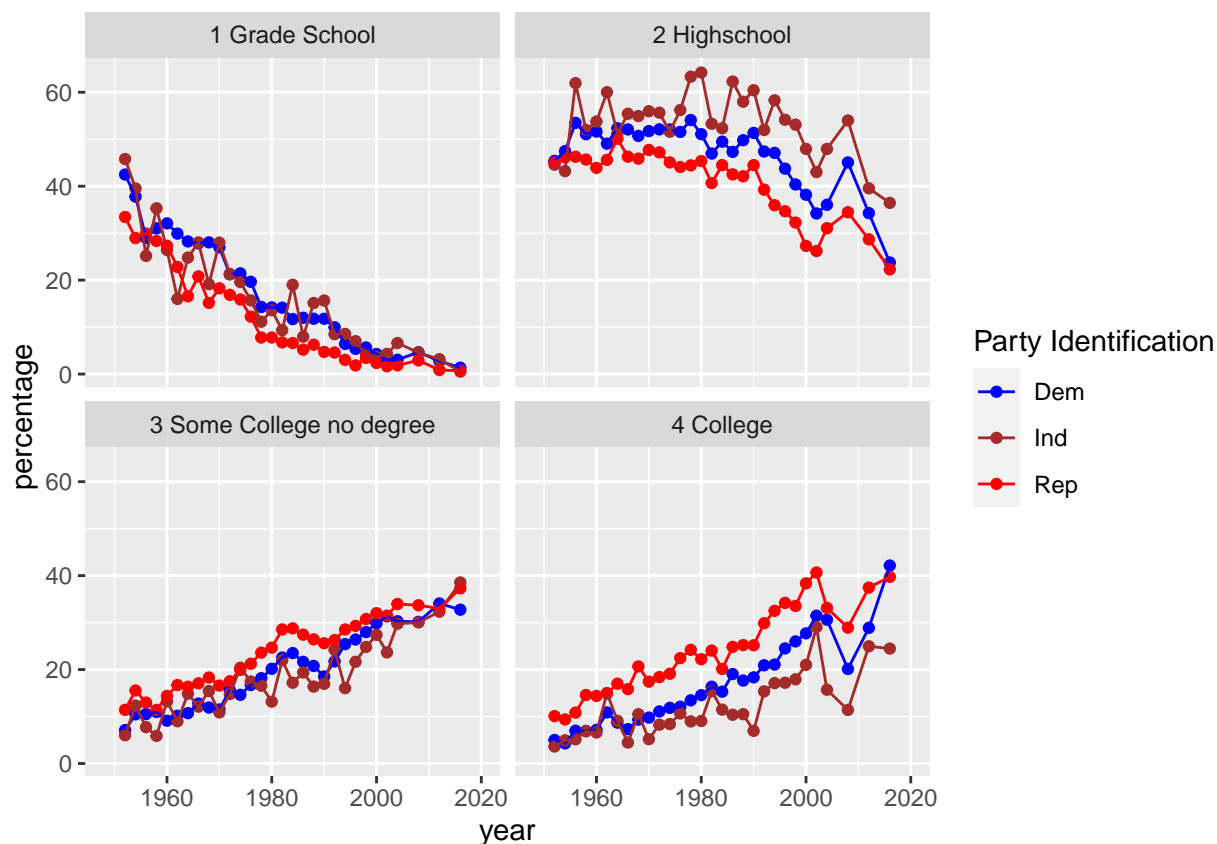 1 Grade School
2 Highschool
60
40
20
0
3 Some College no degree
4 College
60
40
20
0
1960
1980
2000
2020
1960
1980
2000
2020
year
percentage
Party Identification
Dem
Ind
Rep